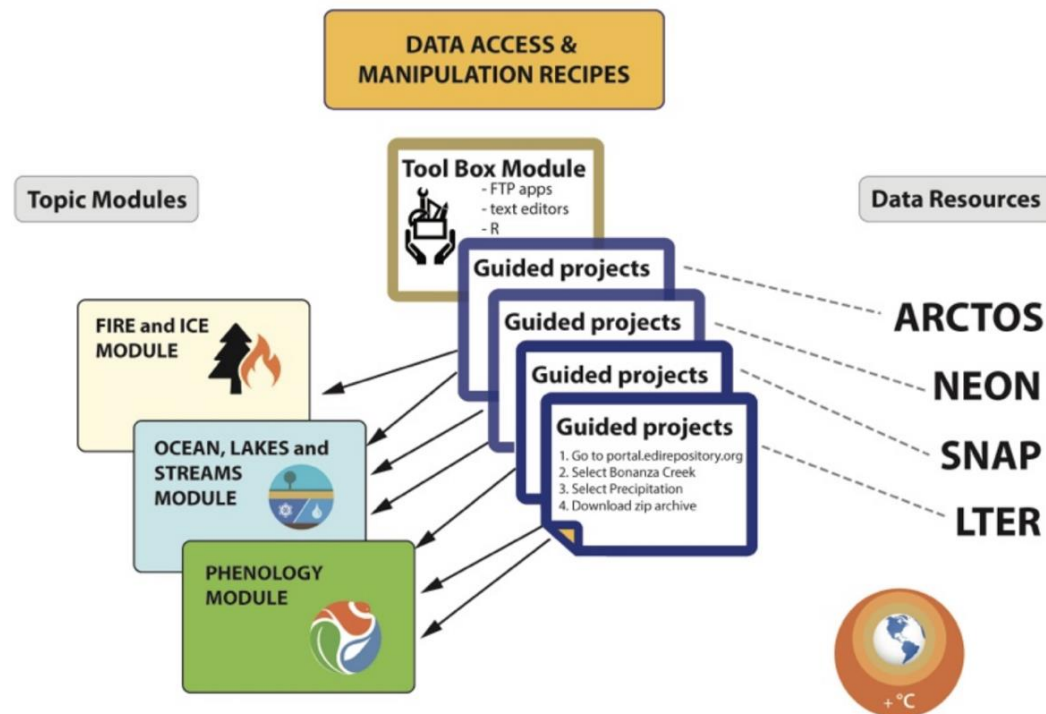 DATA ACCESS &
MANIPULATION RECIPES
Topic Modules
Tool Box Module
- FTP apps
- text editors
- R
Data Resources
Guided projects
Guided projects
Guided projects
Guided projects
1. Go to portal.edirepository.org
2. Select Bonanza Creek
3. Select Precipitation
4. Download zip archive
FIRE and ICE
MODULE
OCEAN, LAKES and
STREAMS
MODULE
PHENOLOGY
MODULE
ARCTOS
NEON
SNAP
LTER
+ °C